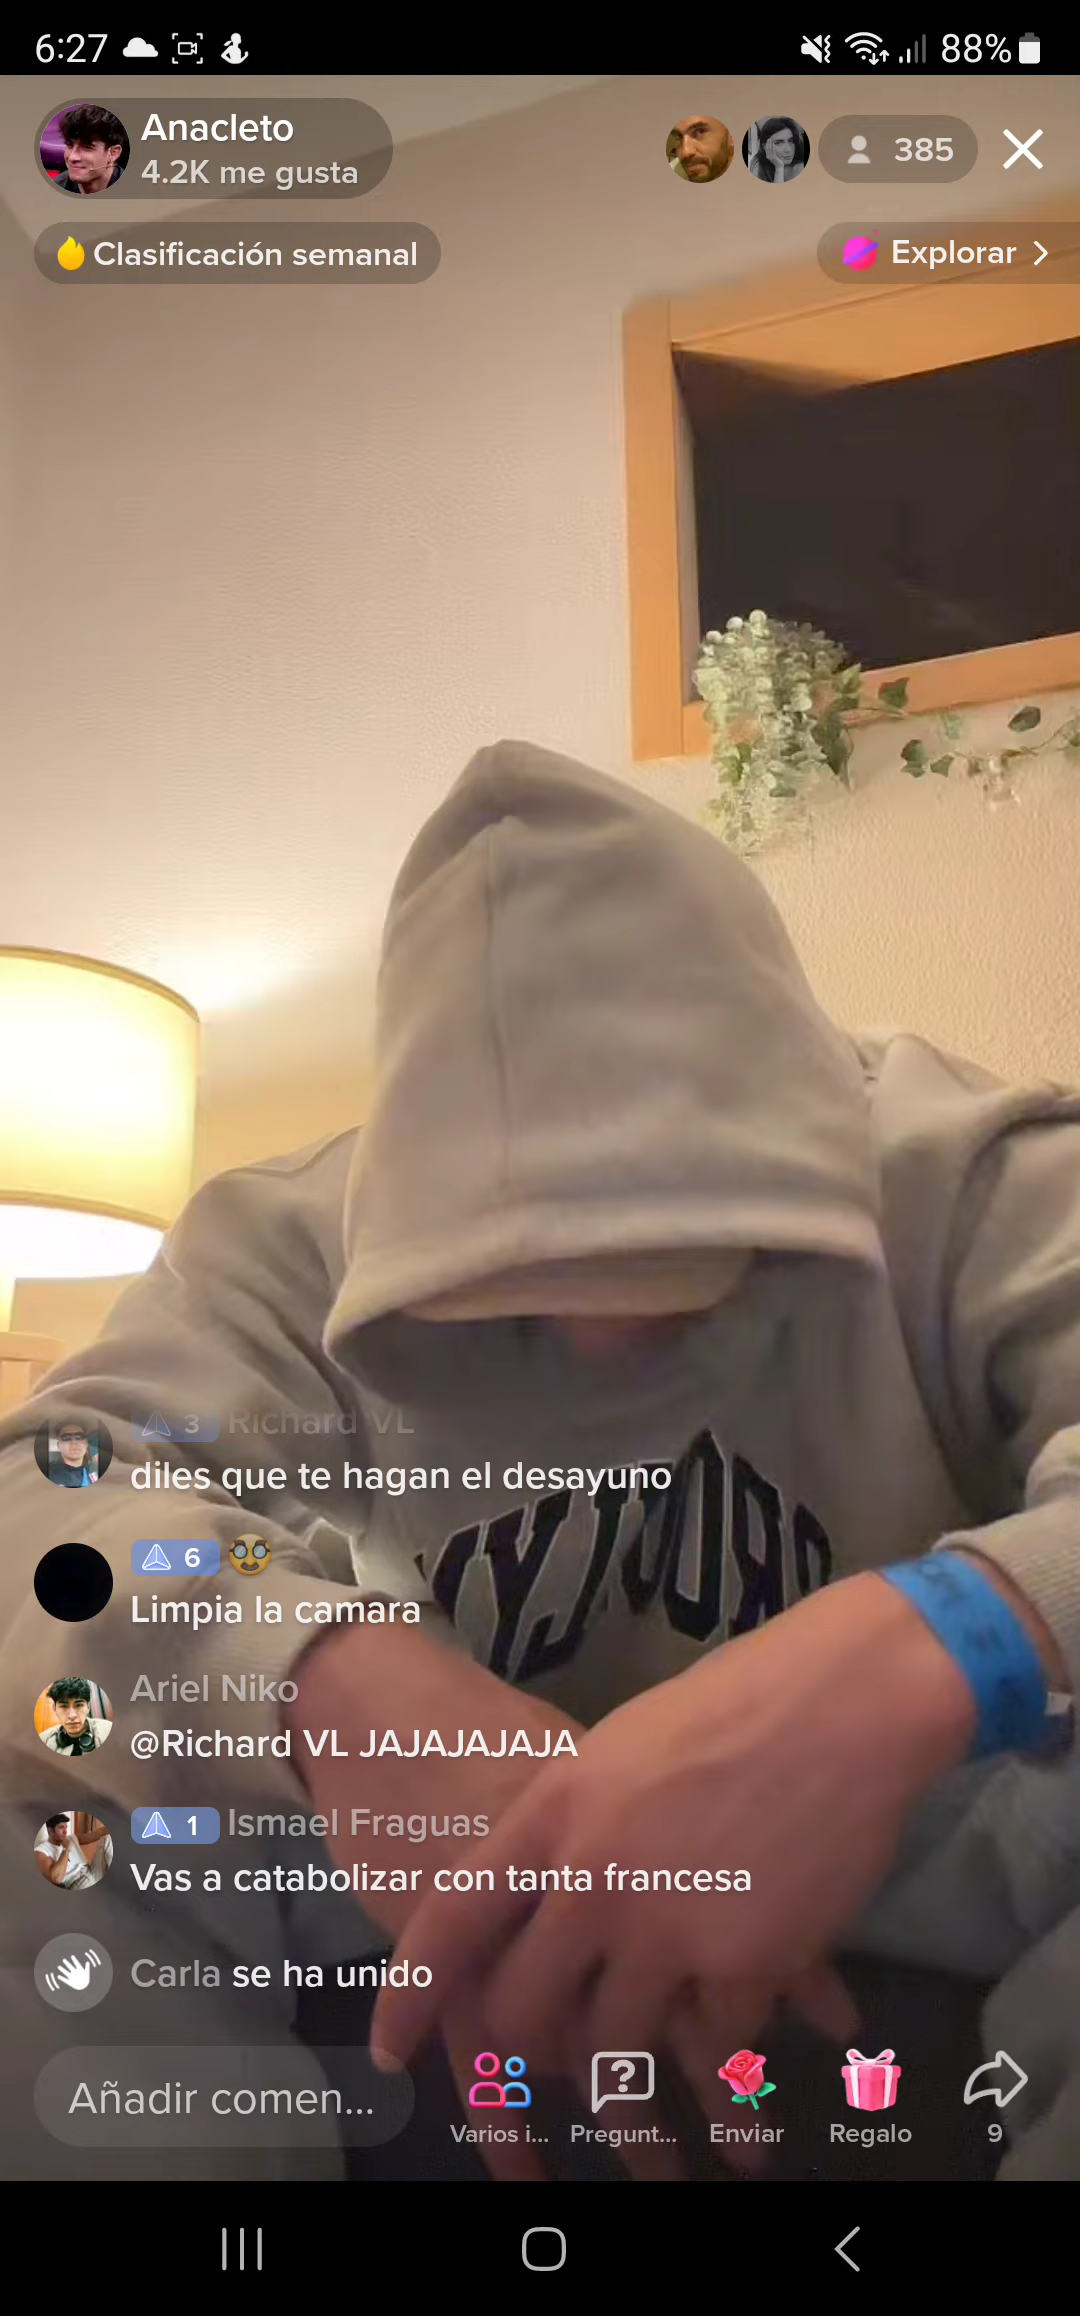 6:27
88%
Anacleto
4.2K me gusta
385
Clasificación semanal
Explorar
3 Richard VL
diles que te hagan el desayuno
6
Limpia la camara
Ariel Niko
@Richard VL JAJAJAJAJA
1 Ismael Fraguas
Vas a catabolizar con tanta francesa
Carla se ha unido
Añadir comen...
Varios i...
Pregunt...
Enviar
Regalo
9